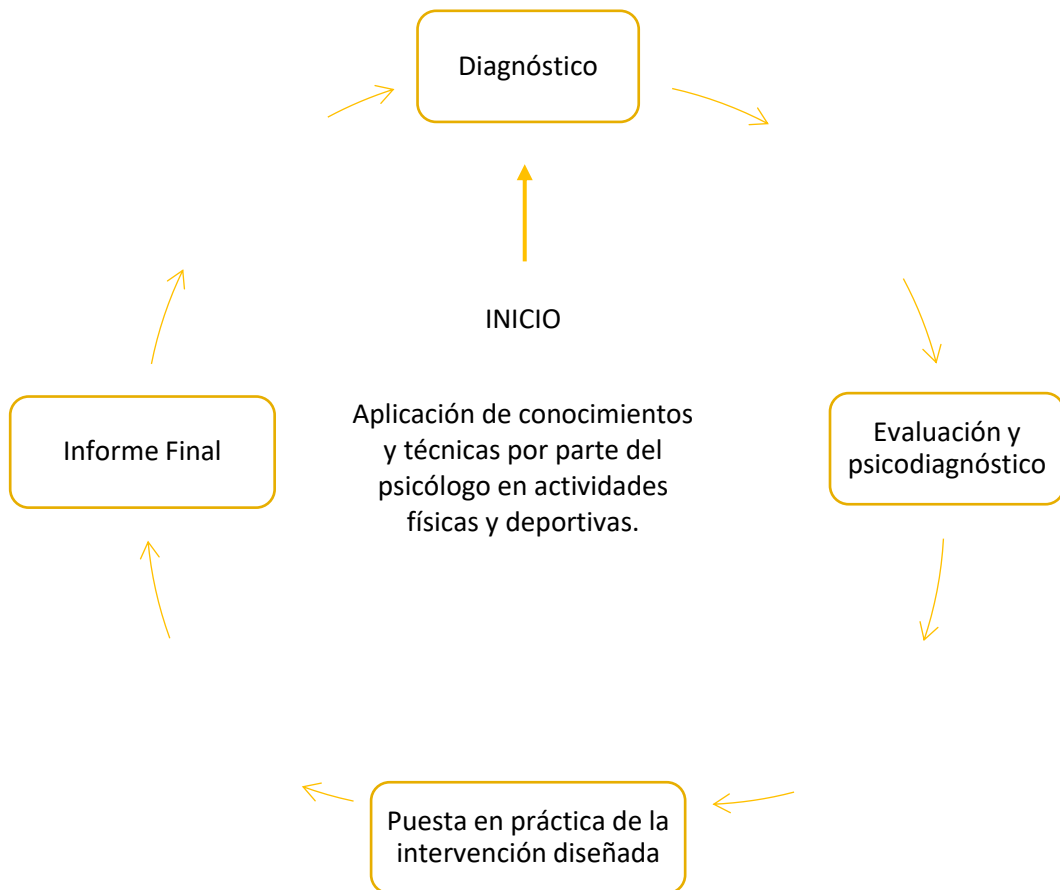 Diagnóstico
INICIO
Aplicación de conocimientos
y técnicas por parte del
psicólogo en actividades
físicas y deportivas.
Evaluación y
psicodiagnóstico
Puesta en práctica de la
intervención diseñada
Informe Final